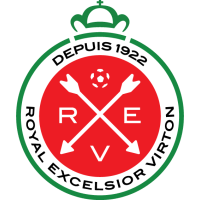 DEPUIS 1922
R E
V
ROYAL EXCELSIOR VIRTON